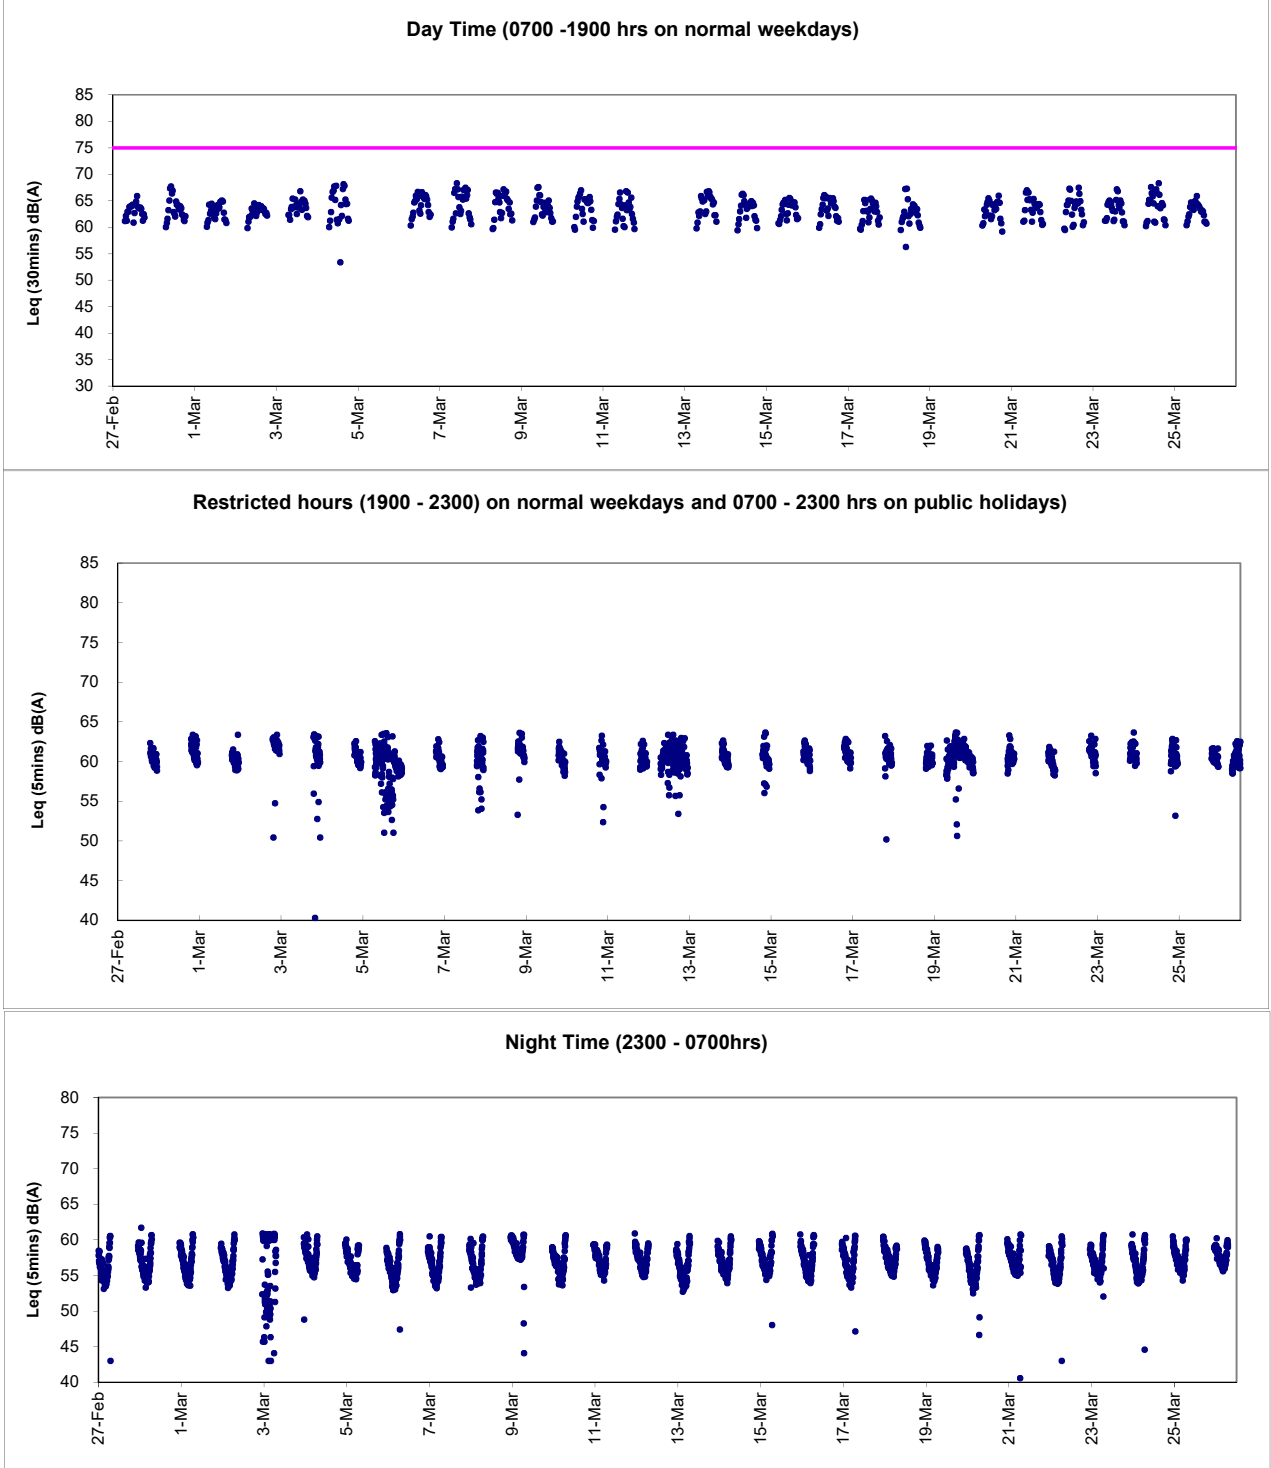 Day Time (0700 -1900 hrs on normal weekdays)
85
80
75
70
65
60
55
50
45
40
35
30
Leq (30mins) dB(A)
27-Feb
1-Mar
3-Mar
5-Mar
7-Mar
9-Mar
11-Mar
13-Mar
15-Mar
17-Mar
19-Mar
21-Mar
23-Mar
25-Mar
Restricted hours (1900 - 2300) on normal weekdays and 0700 - 2300 hrs on public holidays)
85
80
75
70
65
60
55
50
45
40
Leq (5mins) dB(A)
27-Feb
1-Mar
3-Mar
5-Mar
7-Mar
9-Mar
11-Mar
13-Mar
15-Mar
17-Mar
19-Mar
21-Mar
23-Mar
25-Mar
Night Time (2300 - 0700hrs)
80
75
70
65
60
55
50
45
40
Leq (5mins) dB(A)
27-Feb
1-Mar
3-Mar
5-Mar
7-Mar
9-Mar
11-Mar
13-Mar
15-Mar
17-Mar
19-Mar
21-Mar
23-Mar
25-Mar